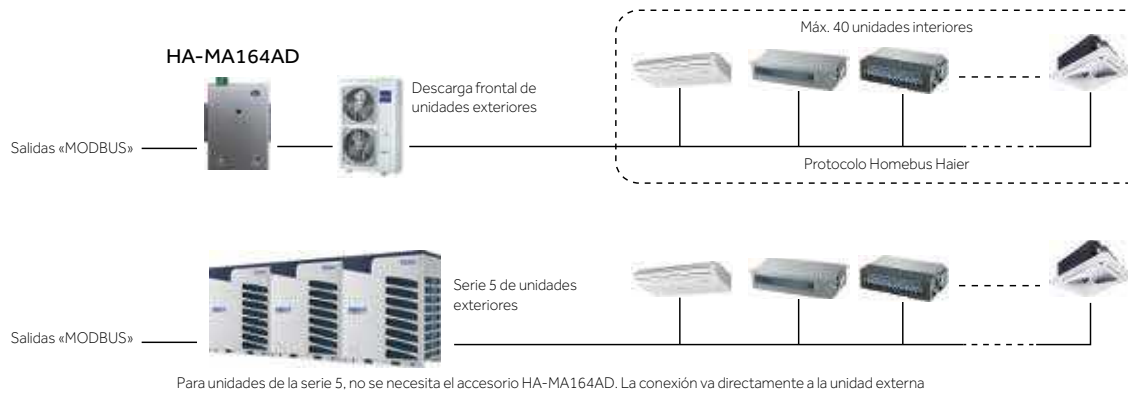 Máx. 40 unidades interiores
HA-MA164AD
Descarga frontal de
unidades exteriores
Salidas «MODBUS»
Protocolo Homebus Haier
Serie 5 de unidades
exteriores
Salidas «MODBUS»
Para unidades de la serie 5, no se necesita el accesorio HA-MA164AD. La conexión va directamente a la unidad externa